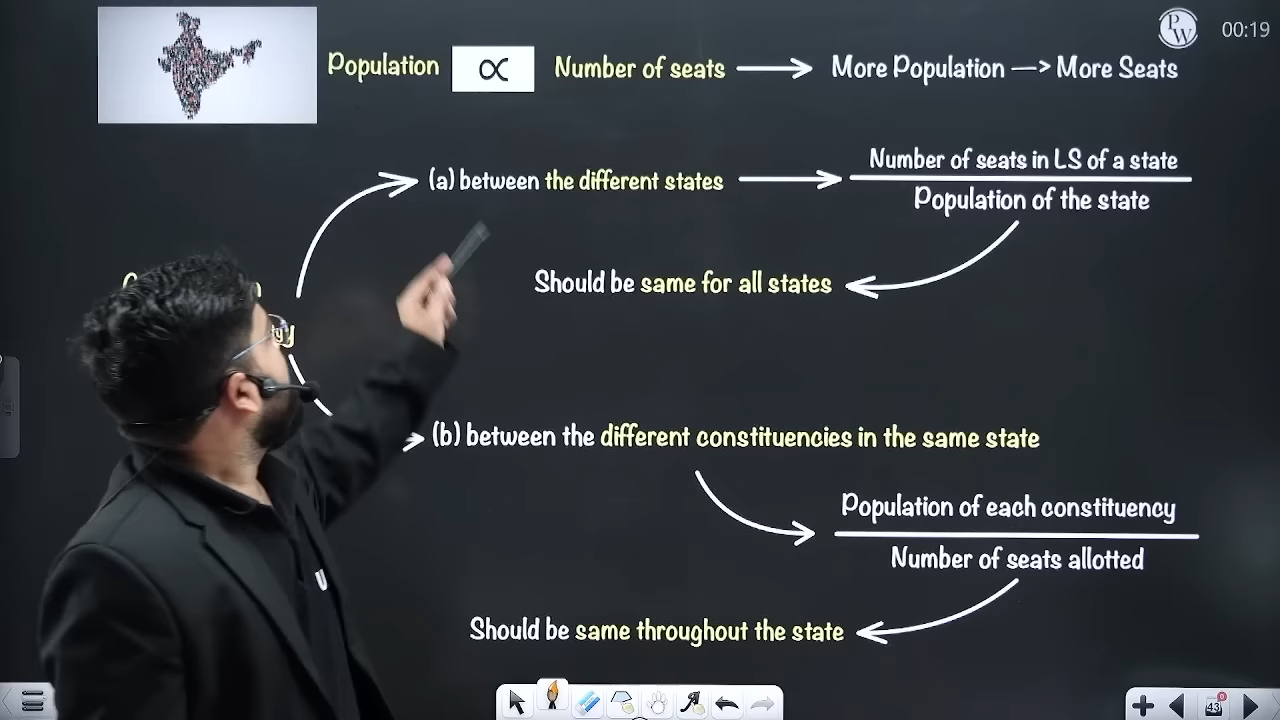 Population ∝ Number of seats → More Population —> More Seats
PW
00:19
(a) between the different states → Number of seats in LS of a state
Population of the state
Should be same for all states
(b) between the different constituencies in the same state
Population of each constituency
Number of seats allotted
Should be same throughout the state
U
43